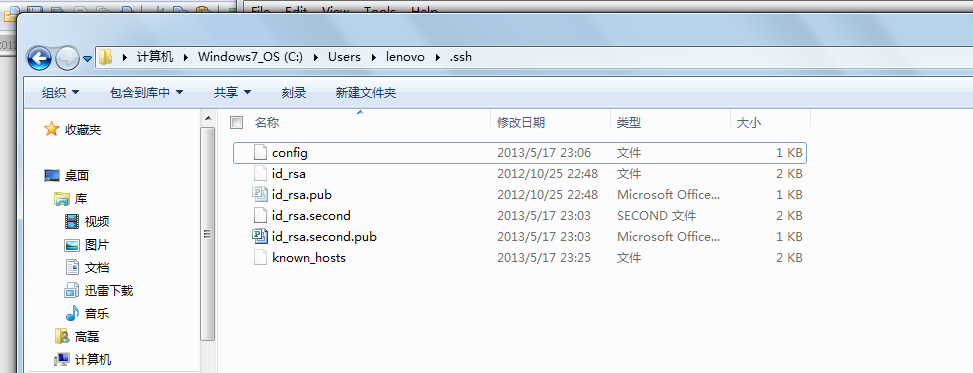 File Edit View Tools Help
计算机 Windows7_OS (C:) Users lenovo .ssh
组织 包含到库中 共享 刻录 新建文件夹
收藏夹
桌面
库
视频
图片
文档
迅雷下载
音乐
高磊
计算机
名称 修改日期 类型 大小
config 2013/5/17 23:06 文件 1 KB
id_rsa 2012/10/25 22:48 文件 2 KB
id_rsa.pub 2012/10/25 22:48 Microsoft Office... 1 KB
id_rsa.second 2013/5/17 23:03 SECOND 文件 2 KB
id_rsa.second.pub 2013/5/17 23:03 Microsoft Office... 1 KB
known_hosts 2013/5/17 23:25 文件 2 KB